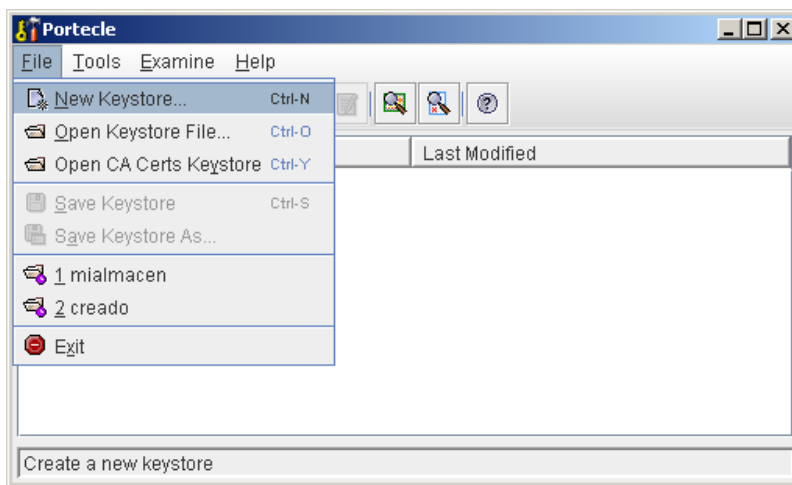 Portecle
File Tools Examine Help
New Keystore... Ctrl-N
Open Keystore File... Ctrl-O
Open CA Certs Keystore Ctrl-Y
Last Modified
Save Keystore Ctrl-S
Save Keystore As...
1 mialmacen
2 creado
Exit
Create a new keystore